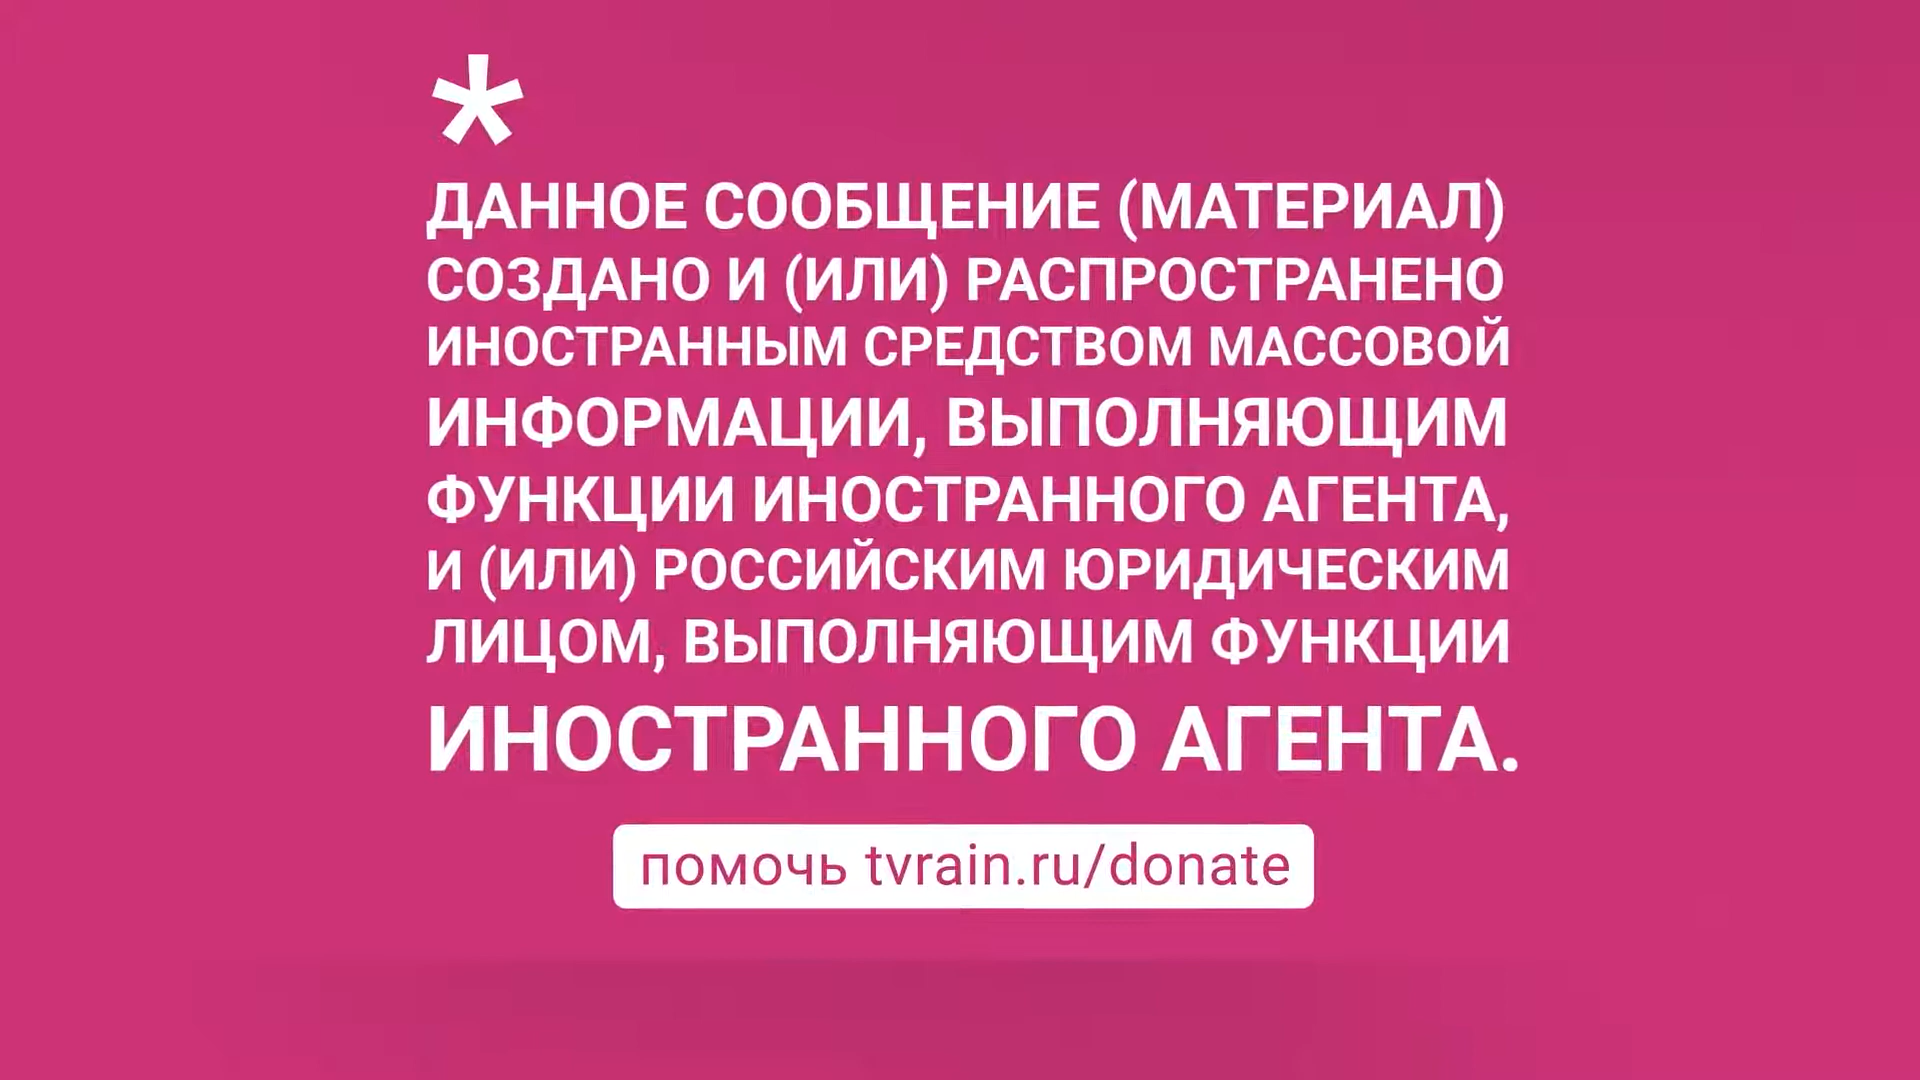 *
ДАННОЕ СООБЩЕНИЕ (МАТЕРИАЛ)
СОЗДАНО И (ИЛИ) РАСПРОСТРАНЕНО
ИНОСТРАННЫМ СРЕДСТВОМ МАССОВОЙ
ИНФОРМАЦИИ, ВЫПОЛНЯЮЩИМ
ФУНКЦИИ ИНОСТРАННОГО АГЕНТА,
И (ИЛИ) РОССИЙСКИМ ЮРИДИЧЕСКИМ
ЛИЦОМ, ВЫПОЛНЯЮЩИМ ФУНКЦИИ
ИНОСТРАННОГО АГЕНТА.
помочь tvrain.ru/donate